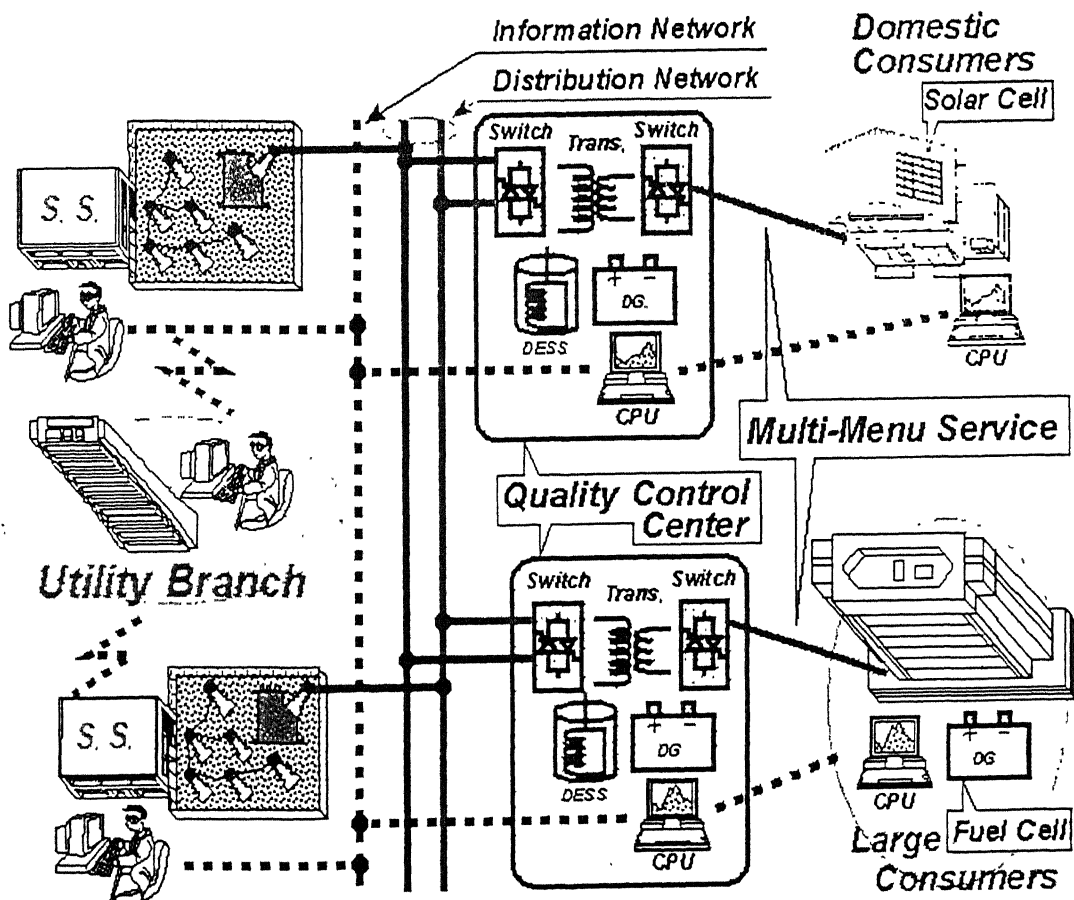 Information Network
Distribution Network
Domestic
Consumers
Solar Cell
Switch
Trans.
Switch
S. S.
+ −
DG.
DESS
CPU
CPU
Multi-Menu Service
Quality Control
Center
Utility Branch
Switch
Trans.
Switch
S. S.
+ −
DG
DESS
CPU
+ −
DG
CPU
Fuel Cell
Large
Consumers